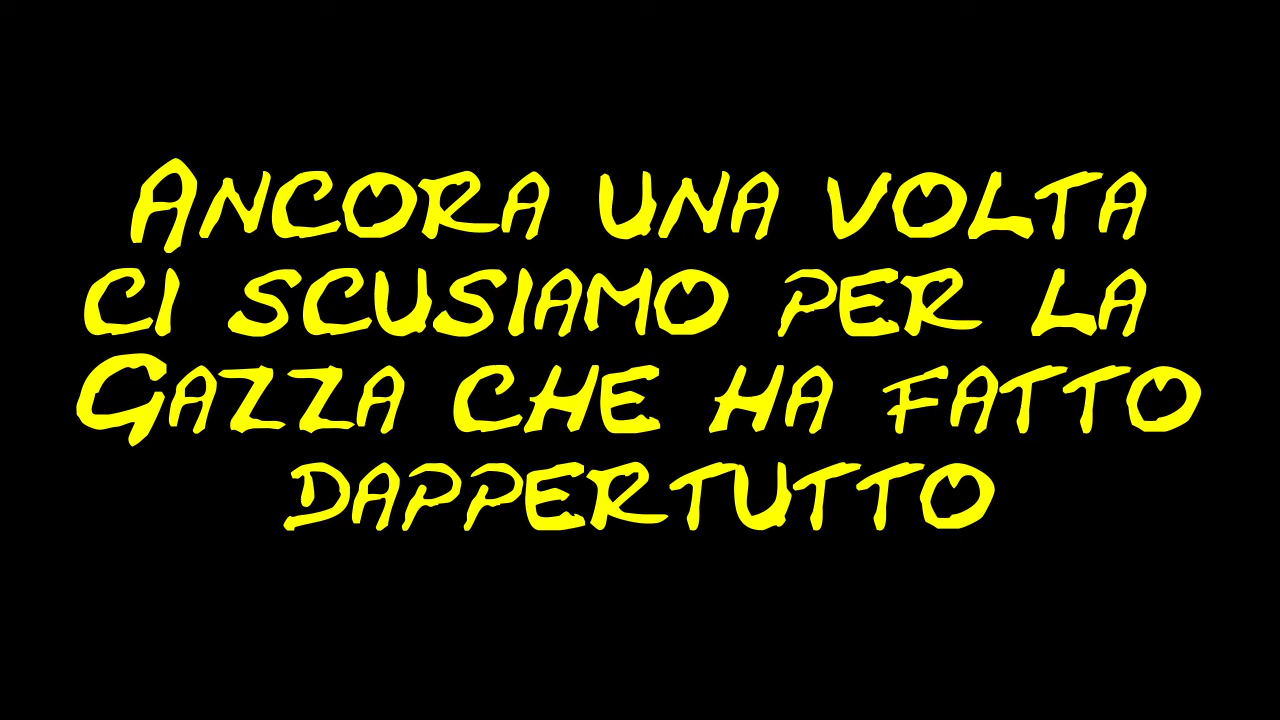 Ancora una volta
ci scusiamo per la
Gazza che ha fatto
dappertutto